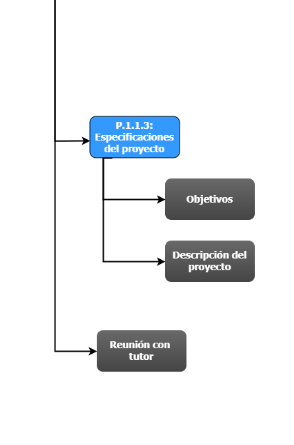 P.1.1.3:
Especificaciones
del proyecto
Objetivos
Descripción del
proyecto
Reunión con
tutor